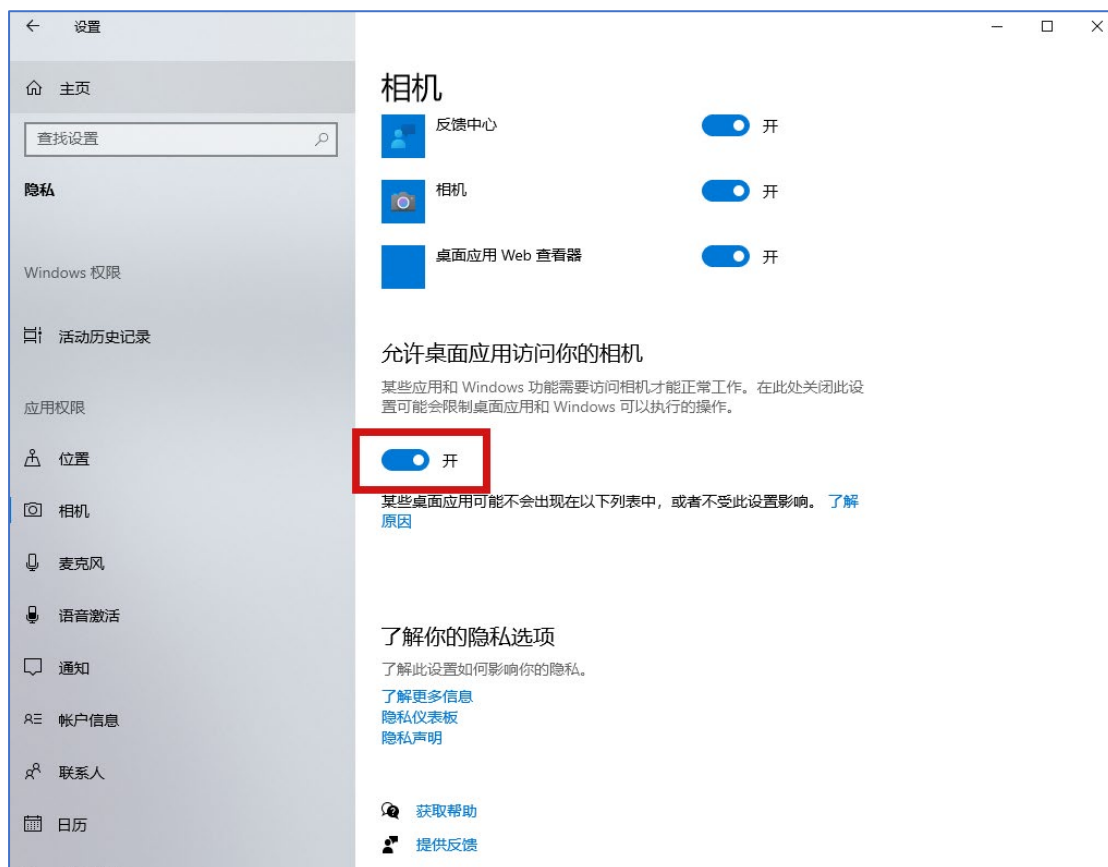 设置
主页
查找设置
隐私
Windows 权限
活动历史记录
应用权限
位置
相机
麦克风
语音激活
通知
帐户信息
联系人
日历
相机
反馈中心
开
相机
开
桌面应用 Web 查看器
开
允许桌面应用访问你的相机
某些应用和 Windows 功能需要访问相机才能正常工作。在此处关闭此设
置可能会限制桌面应用和 Windows 可以执行的操作。
开
某些桌面应用可能不会出现在以下列表中，或者不受此设置影响。 了解
原因
了解你的隐私选项
了解此设置如何影响你的隐私。
了解更多信息
隐私仪表板
隐私声明
获取帮助
提供反馈